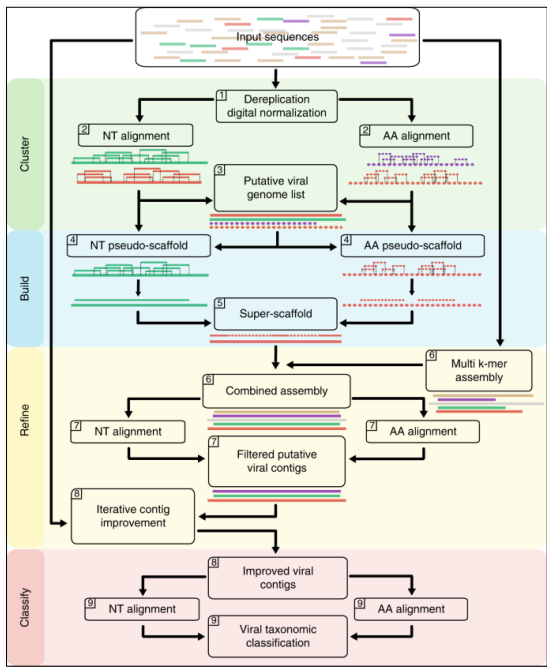 Input sequences
Cluster
1
Dereplication
digital normalization
2
NT alignment
2
AA alignment
3
Putative viral
genome list
Build
4
NT pseudo-scaffold
4
AA pseudo-scaffold
5
Super-scaffold
Refine
6
Multi k-mer
assembly
6
Combined assembly
7
NT alignment
7
AA alignment
7
Filtered putative
viral contigs
8
Iterative contig
improvement
Classify
8
Improved viral
contigs
9
NT alignment
9
AA alignment
9
Viral taxonomic
classification